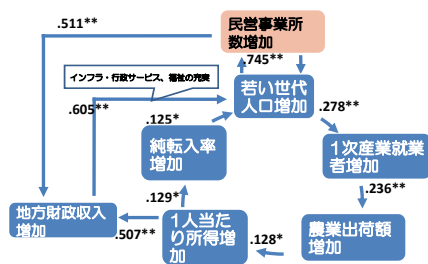 .511**
民営事業所
数増加
.745**
インフラ・行政サービス、福祉の充実
.605**
若い世代
人口増加
.278**
.125*
純転入率
増加
1次産業就業
者増加
.129*
.236**
地方財政収入
増加
.507**
1人当た
り所得増
加
.128*
農業出荷額
増加